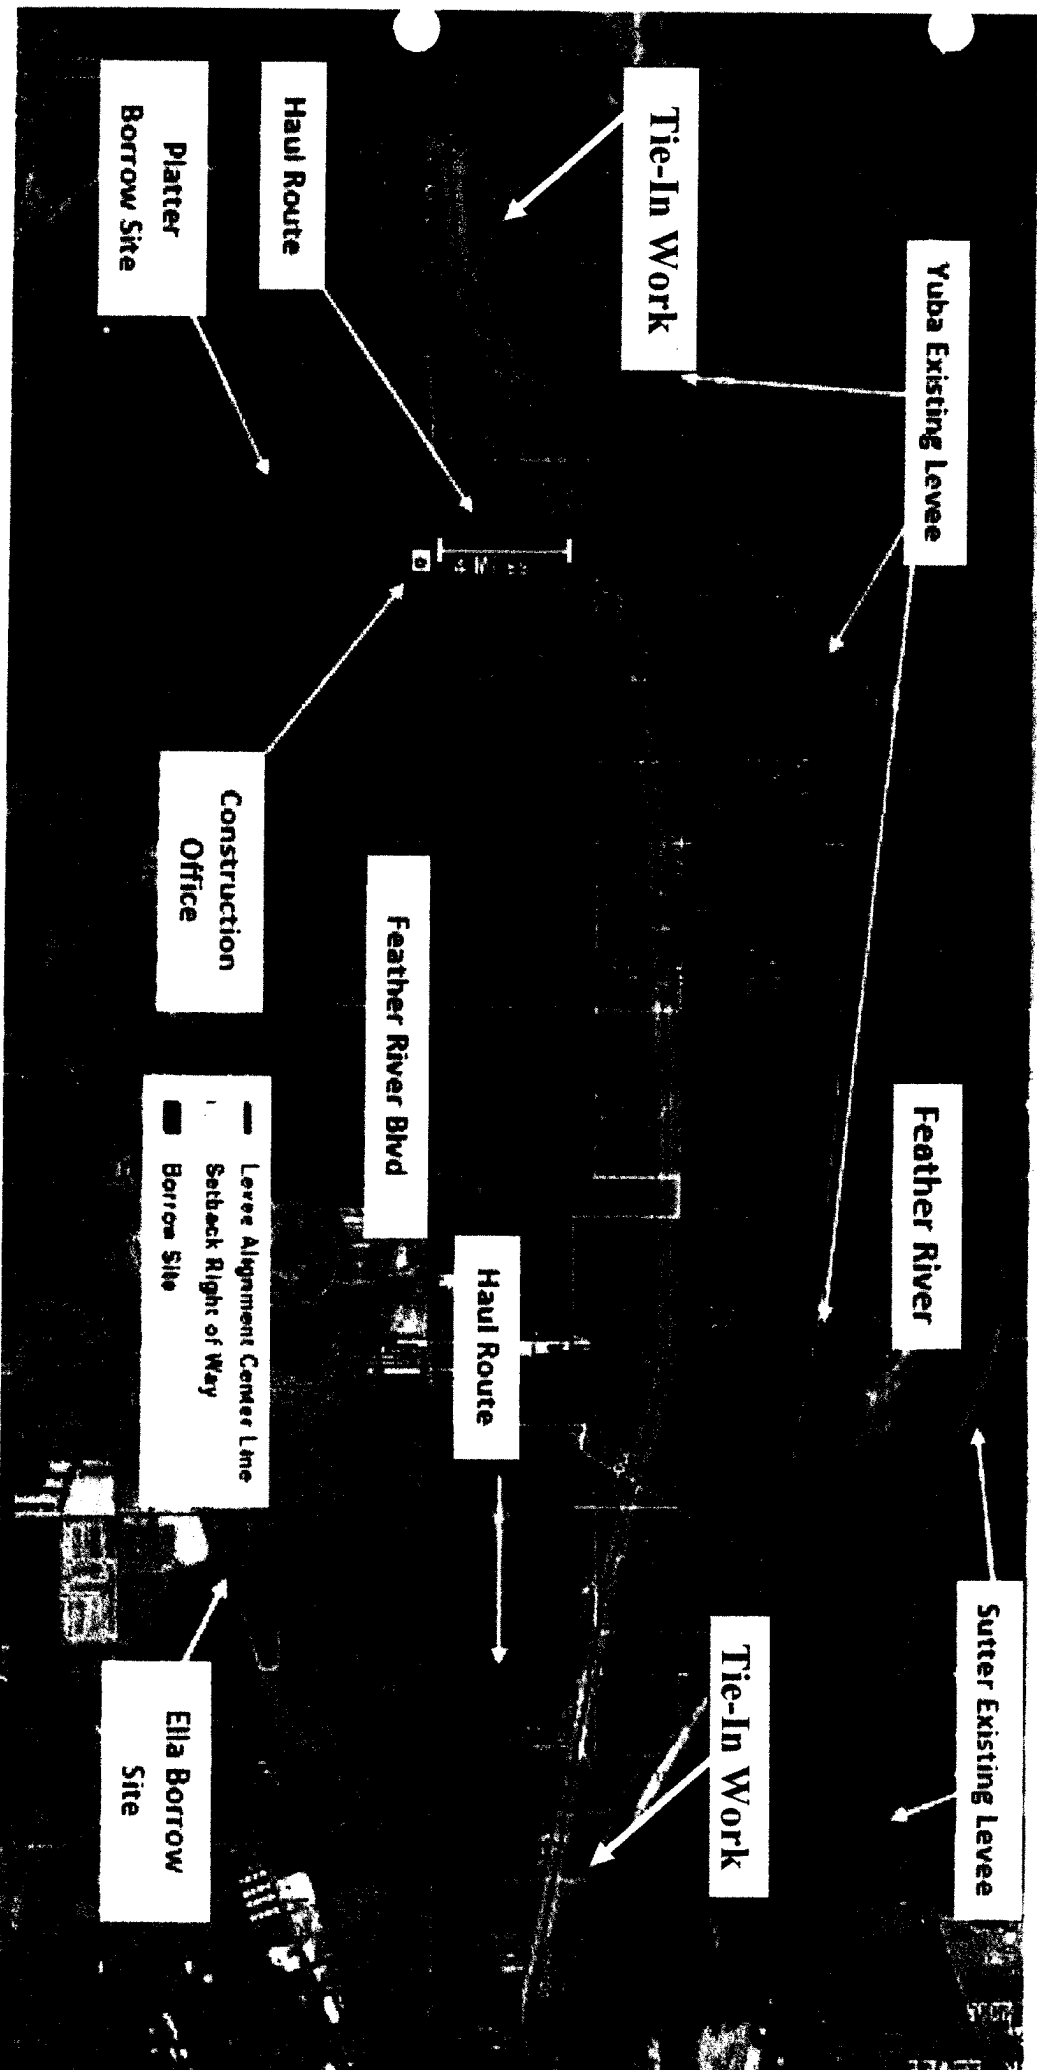 Yuba Existing Levee
Feather River
Sutter Existing Levee
Tie-In Work
Tie-In Work
Haul Route
Feather River Blvd
Haul Route
Platter
Borrow Site
Construction
Office
Levee Alignment Center Line
Setback Right of Way
Borrow Site
Ella Borrow
Site